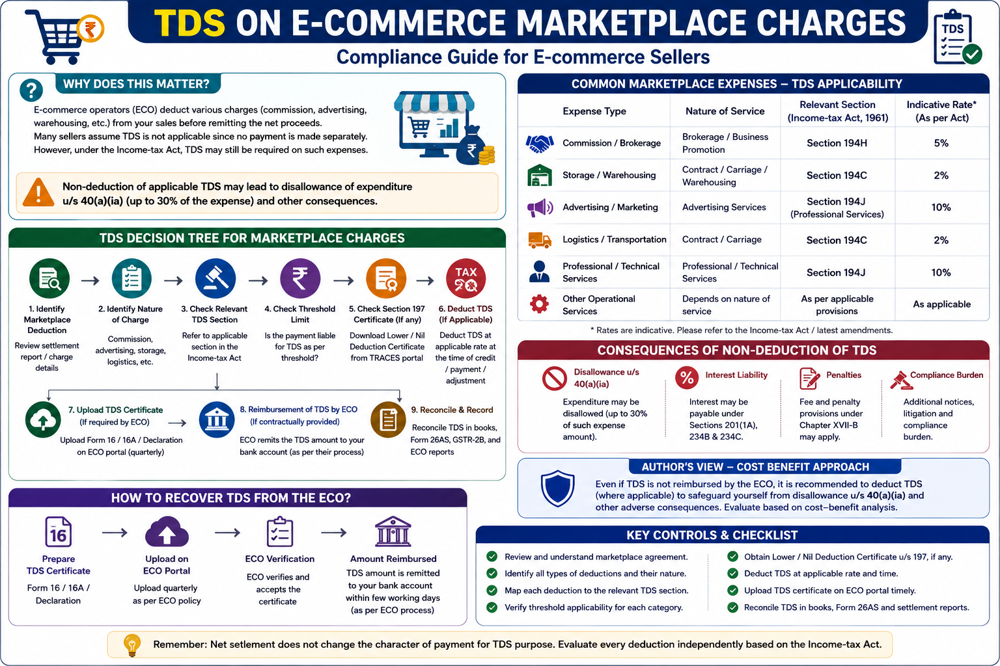 TDS ON E-COMMERCE MARKETPLACE CHARGES
Compliance Guide for E-commerce Sellers
TDS
?
WHY DOES THIS MATTER?
E-commerce operators (ECO) deduct various charges (commission, advertising,
warehousing, etc.) from your sales before remitting the net proceeds.
Many sellers assume TDS is not applicable since no payment is made separately.
However, under the Income-tax Act, TDS may still be required on such expenses.
Non-deduction of applicable TDS may lead to disallowance of expenditure
u/s 40(a)(ia) (up to 30% of the expense) and other consequences.
TDS DECISION TREE FOR MARKETPLACE CHARGES
₹
TAX
1. Identify
Marketplace
Deduction
Review settlement
report / charge
details
2. Identify Nature
of Charge
Commission,
advertising, storage,
logistics, etc.
3. Check Relevant
TDS Section
Refer to applicable
section in the
Income-tax Act
4. Check Threshold
Limit
Is the payment liable
for TDS as per
threshold?
5. Check Section 197
Certificate (If any)
Download Lower / Nil
Deduction Certificate
from TRACES portal
6. Deduct TDS
(If Applicable)
Deduct TDS at
applicable rate at
the time of credit
/ payment /
adjustment
7. Upload TDS Certificate
(If required by ECO)
Upload Form 16 / 16A / Declaration
on ECO portal (quarterly)
8. Reimbursement of TDS by ECO
(If contractually provided)
ECO remits the TDS amount to your
bank account (as per their process)
9. Reconcile & Record
Reconcile TDS in books,
Form 26AS, GSTR-2B, and
ECO reports
HOW TO RECOVER TDS FROM THE ECO?
16
Prepare
TDS Certificate
Form 16 / 16A /
Declaration
Upload on
ECO Portal
Upload quarterly
as per ECO policy
ECO Verification
ECO verifies and
accepts the
certificate
Amount Reimbursed
TDS amount is remitted
to your bank account
within few working days
(as per ECO process)
COMMON MARKETPLACE EXPENSES – TDS APPLICABILITY
Expense Type
Nature of Service
Relevant Section
(Income-tax Act, 1961)
Indicative Rate*
(As per Act)
Commission / Brokerage
Brokerage / Business
Promotion
Section 194H
5%
Storage / Warehousing
Contract / Carriage /
Warehousing
Section 194C
2%
Advertising / Marketing
Advertising Services
Section 194J
(Professional Services)
10%
Logistics / Transportation
Contract / Carriage
Section 194C
2%
Professional / Technical
Services
Professional / Technical
Services
Section 194J
10%
Other Operational
Services
Depends on nature of
service
As per applicable
provisions
As applicable
* Rates are indicative. Please refer to the Income-tax Act / latest amendments.
CONSEQUENCES OF NON-DEDUCTION OF TDS
Disallowance u/s
40(a)(ia)
Expenditure may be
disallowed (up to 30%
of such expense
amount).
%
Interest Liability
Interest may be
payable under
Sections 201(1A),
234B & 234C.
Penalties
Fee and penalty
provisions under
Chapter XVII-B
may apply.
Compliance Burden
Additional notices,
litigation and
compliance
burden.
AUTHOR'S VIEW – COST BENEFIT APPROACH
Even if TDS is not reimbursed by the ECO, it is recommended to deduct TDS
(where applicable) to safeguard yourself from disallowance u/s 40(a)(ia) and
other adverse consequences. Evaluate based on cost–benefit analysis.
KEY CONTROLS & CHECKLIST
Review and understand marketplace agreement.
Identify all types of deductions and their nature.
Map each deduction to the relevant TDS section.
Verify threshold applicability for each category.
Obtain Lower / Nil Deduction Certificate u/s 197, if any.
Deduct TDS at applicable rate and time.
Upload TDS certificate on ECO portal timely.
Reconcile TDS in books, Form 26AS and settlement reports.
Remember: Net setlement does not change the character of payment for TDS purpose. Evaluate every deduction independently based on the Income-tax Act.